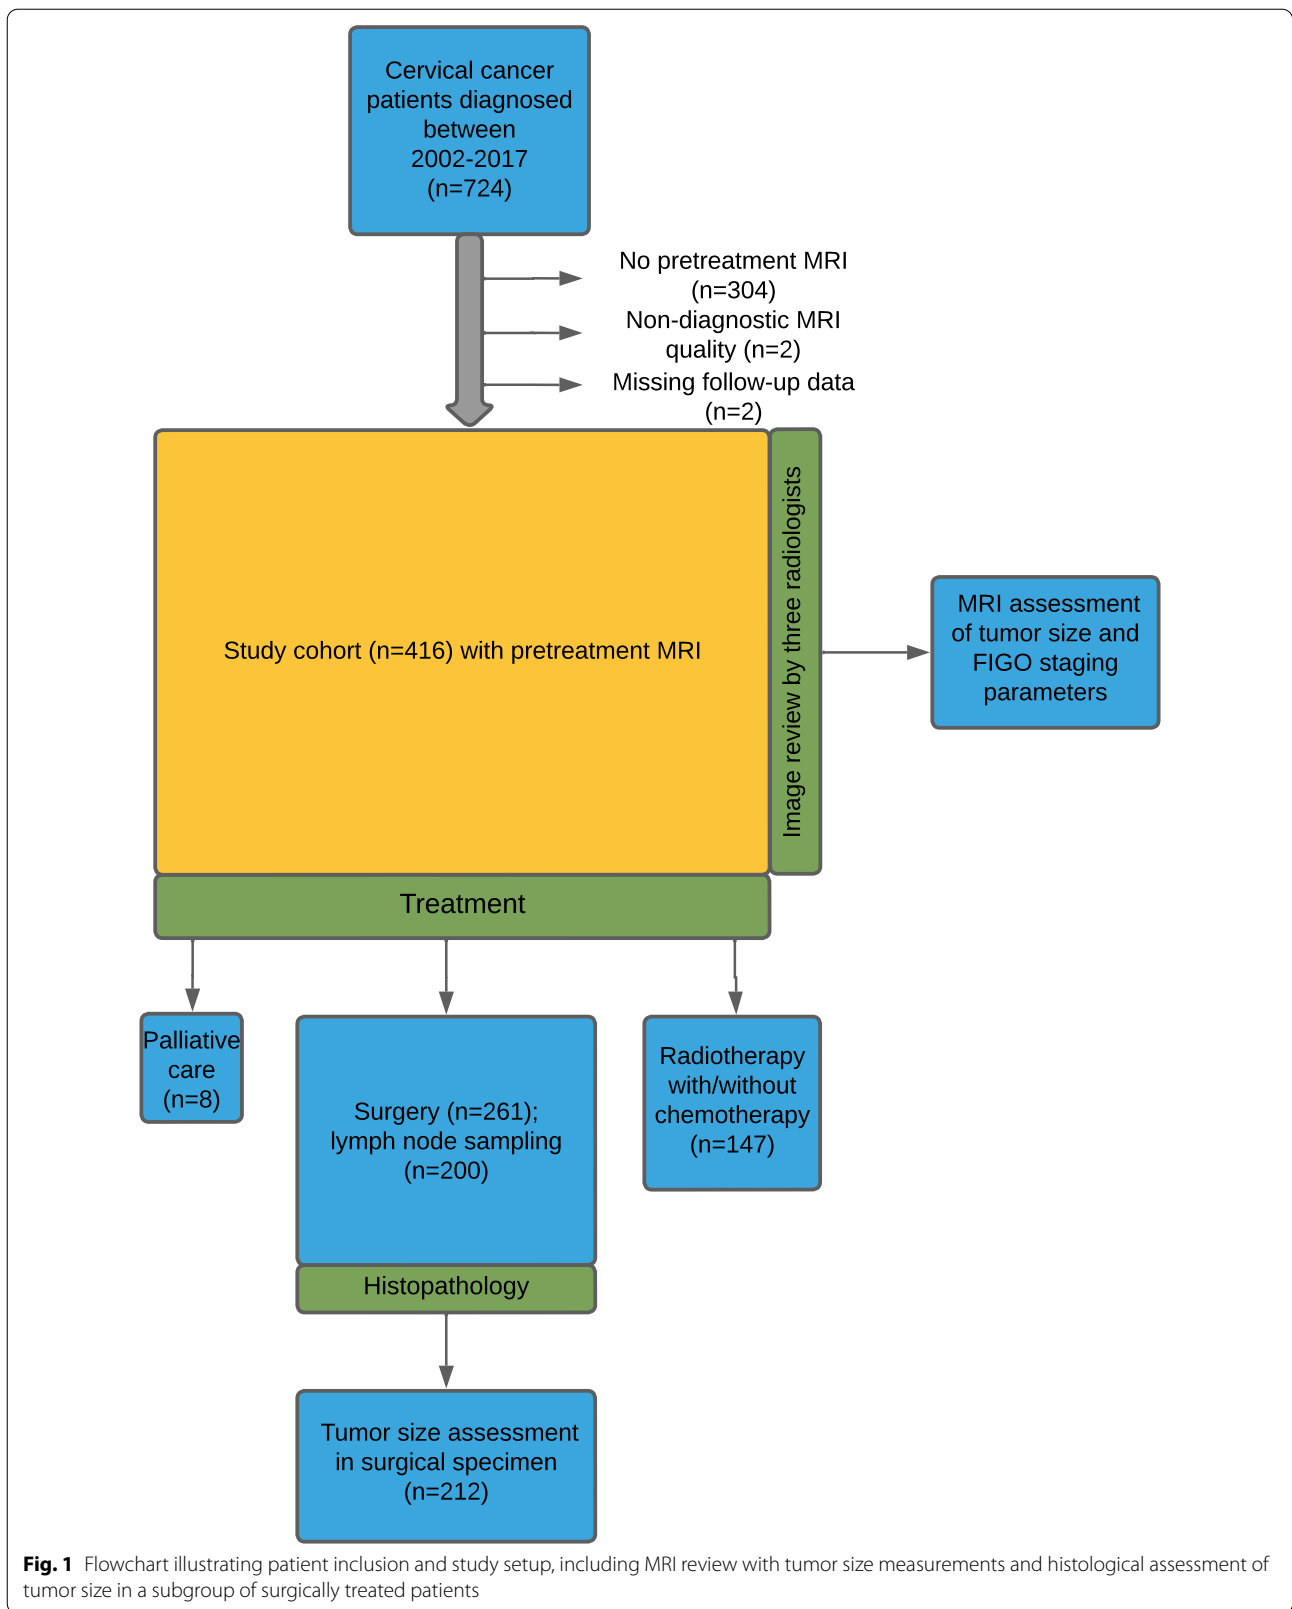 Cervical cancer
patients diagnosed
between
2002-2017
(n=724)
No pretreatment MRI
(n=304)
Non-diagnostic MRI
quality (n=2)
Missing follow-up data
(n=2)
Study cohort (n=416) with pretreatment MRI
Image review by three radiologists
MRI assessment
of tumor size and
FIGO staging
parameters
Treatment
Palliative
care
(n=8)
Surgery (n=261);
lymph node sampling
(n=200)
Radiotherapy
with/without
chemotherapy
(n=147)
Histopathology
Tumor size assessment
in surgical specimen
(n=212)
Fig. 1 Flowchart illustrating patient inclusion and study setup, including MRI review with tumor size measurements and histological assessment of
tumor size in a subgroup of surgically treated patients